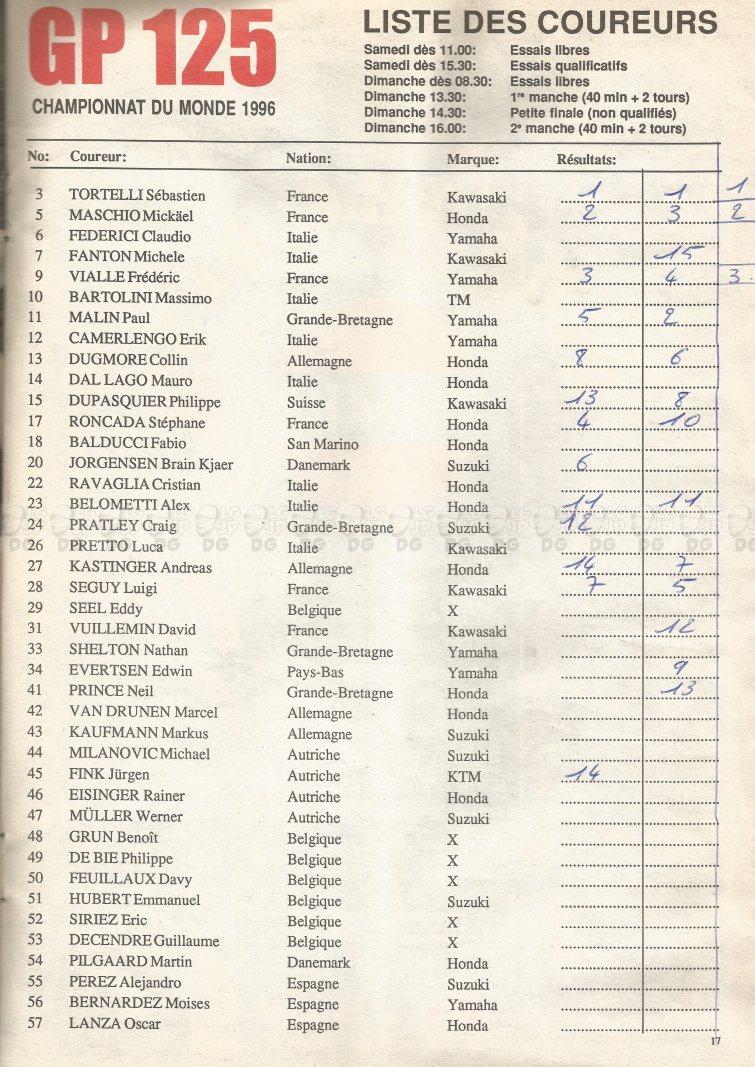 GP 125
CHAMPIONNAT DU MONDE 1996
LISTE DES COUREURS
Samedi dès 11.00: Essais libres
Samedi dès 15.30: Essais qualificatifs
Dimanche dès 08.30: Essais libres
Dimanche 13.30: 1re manche (40 min + 2 tours)
Dimanche 14.30: Petite finale (non qualifiés)
Dimanche 16.00: 2e manche (40 min + 2 tours)
No: Coureur: Nation: Marque: Résultats:
3 TORTELLI Sébastien France Kawasaki 1 1 1
5 MASCHIO Mickäel France Honda 2 3 2
6 FEDERICI Claudio Italie Yamaha
7 FANTON Michele Italie Kawasaki 15
9 VIALLE Frédéric France Yamaha 3 4 3
10 BARTOLINI Massimo Italie TM
11 MALIN Paul Grande-Bretagne Yamaha 5 2
12 CAMERLENGO Erik Italie Yamaha
13 DUGMORE Collin Allemagne Honda 8 6
14 DAL LAGO Mauro Italie Honda
15 DUPASQUIER Philippe Suisse Kawasaki 13 8
17 RONCADA Stéphane France Honda 4 10
18 BALDUCCI Fabio San Marino Honda
20 JORGENSEN Brain Kjaer Danemark Suzuki 6
22 RAVAGLIA Cristian Italie Honda
23 BELOMETTI Alex Italie Honda 11 11
24 PRATLEY Craig Grande-Bretagne Suzuki 12
26 PRETTO Luca Italie Kawasaki
27 KASTINGER Andreas Allemagne Honda 14 7
28 SEGUY Luigi France Kawasaki 7 5
29 SEEL Eddy Belgique X
31 VUILLEMIN David France Kawasaki 12
33 SHELTON Nathan Grande-Bretagne Yamaha
34 EVERTSEN Edwin Pays-Bas Yamaha 9
41 PRINCE Neil Grande-Bretagne Honda 13
42 VAN DRUNEN Marcel Allemagne Honda
43 KAUFMANN Markus Allemagne Suzuki
44 MILANOVIC Michael Autriche Suzuki
45 FINK Jürgen Autriche KTM 14
46 EISINGER Rainer Autriche Honda
47 MÜLLER Werner Autriche Suzuki
48 GRUN Benoît Belgique X
49 DE BIE Philippe Belgique X
50 FEUILLAUX Davy Belgique X
51 HUBERT Emmanuel Belgique Suzuki
52 SIRIEZ Eric Belgique X
53 DECENDRE Guillaume Belgique X
54 PILGAARD Martin Danemark Honda
55 PEREZ Alejandro Espagne Suzuki
56 BERNARDEZ Moises Espagne Yamaha
57 LANZA Oscar Espagne Honda
17